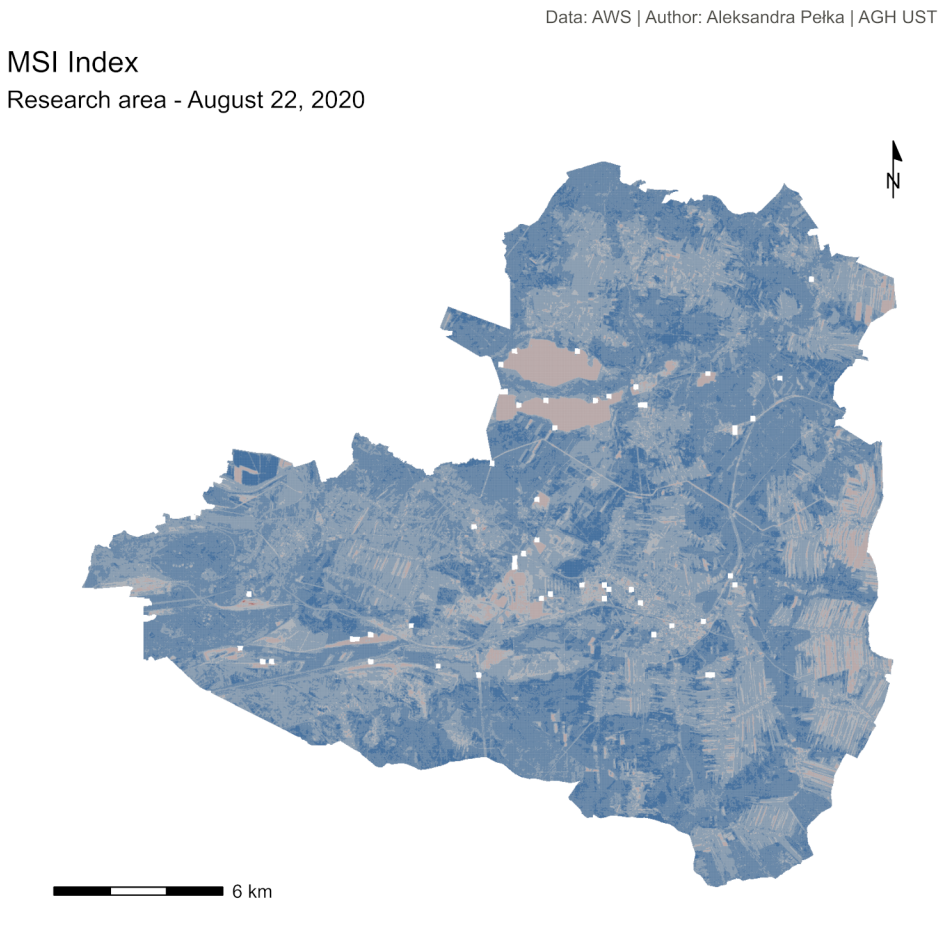 Data: AWS | Author: Aleksandra Pełka | AGH UST
MSI Index
Research area - August 22, 2020
N
6 km